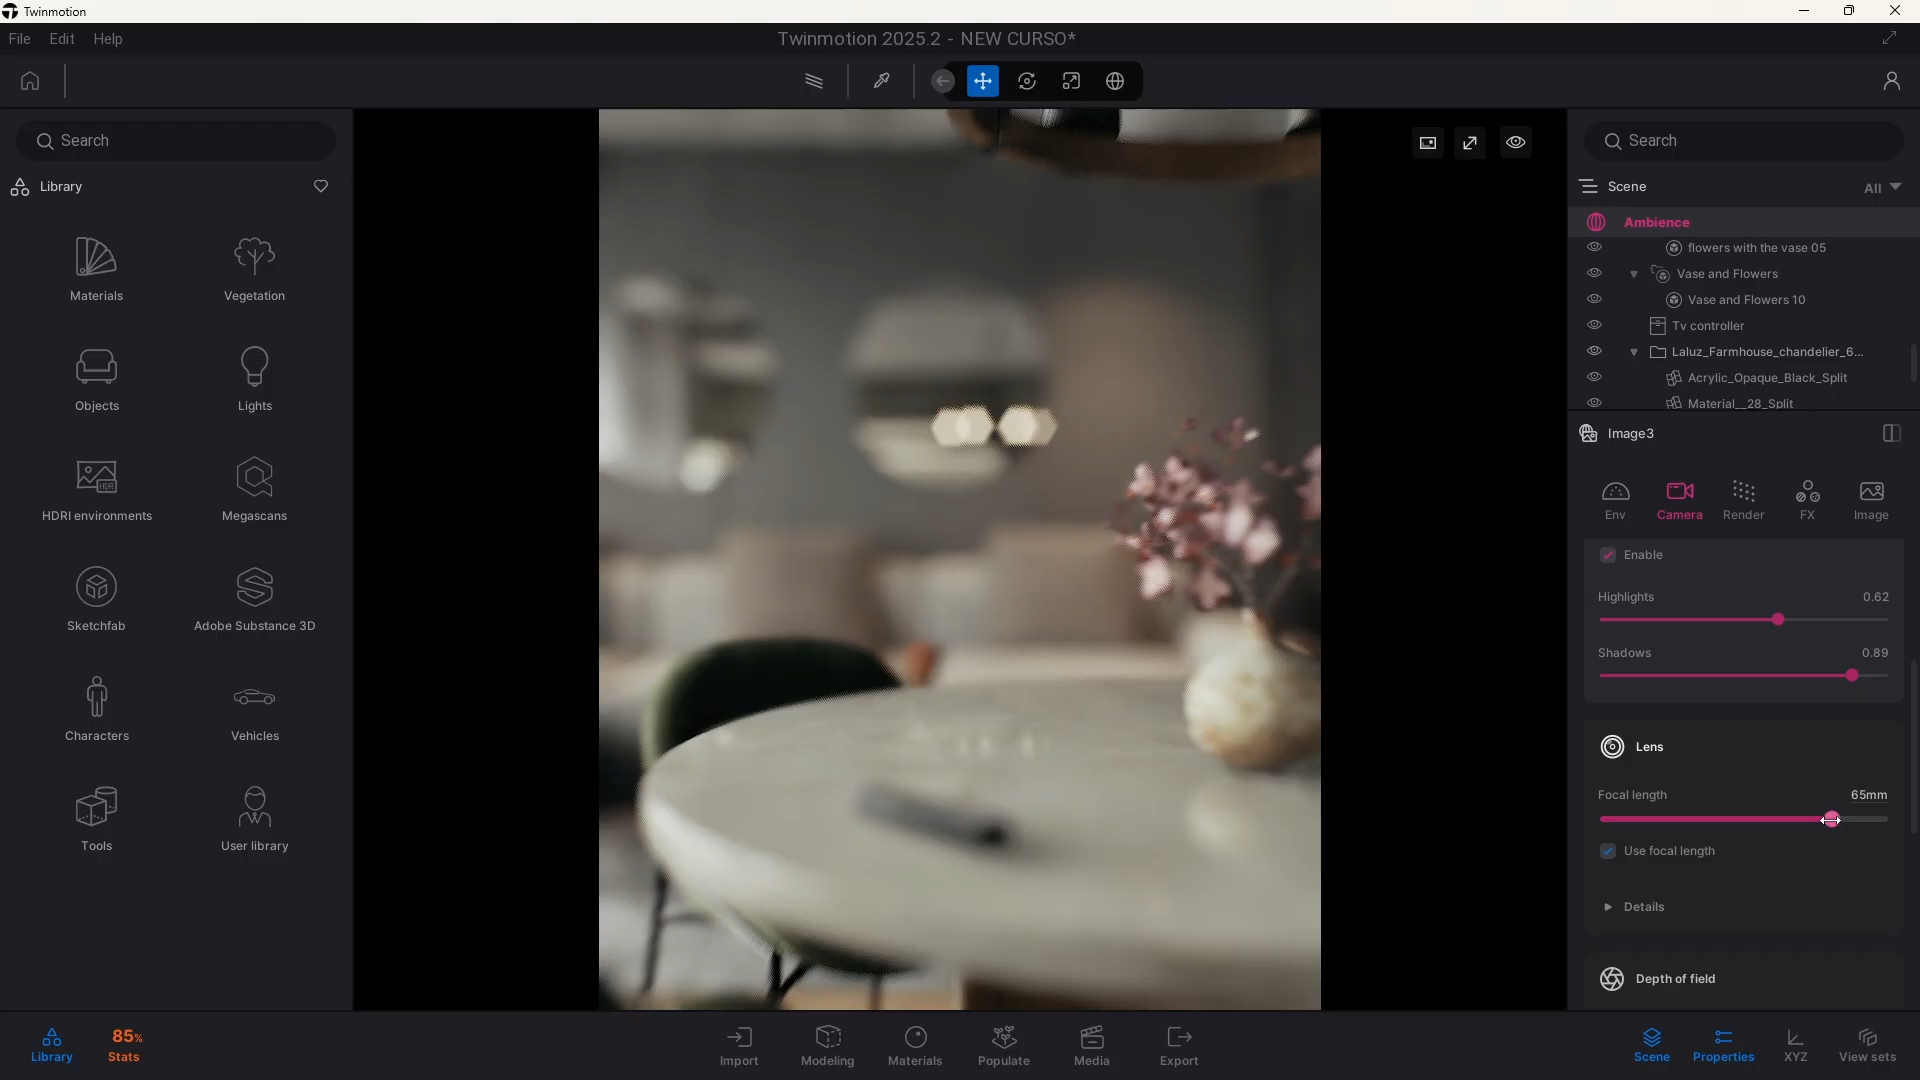 Twinmotion
File Edit Help
Twinmotion 2025.2 - NEW CURSO*
Search
Library
Materials
Vegetation
Objects
Lights
HDRI environments
Megascans
Sketchfab
Adobe Substance 3D
Characters
Vehicles
Tools
User library
Search
Scene All
Ambience
flowers with the vase 05
Vase and Flowers
Vase and Flowers 10
Tv controller
Laluz_Farmhouse_chandelier_6...
Acrylic_Opaque_Black_Split
Material__28_Split
Image3
Env Camera Render FX Image
Enable
Highlights 0.62
Shadows 0.89
Lens
Focal length 65mm
Use focal length
Details
Depth of field
Library
85%
Stats
Import Modeling Materials Populate Media Export
Scene Properties XYZ View sets